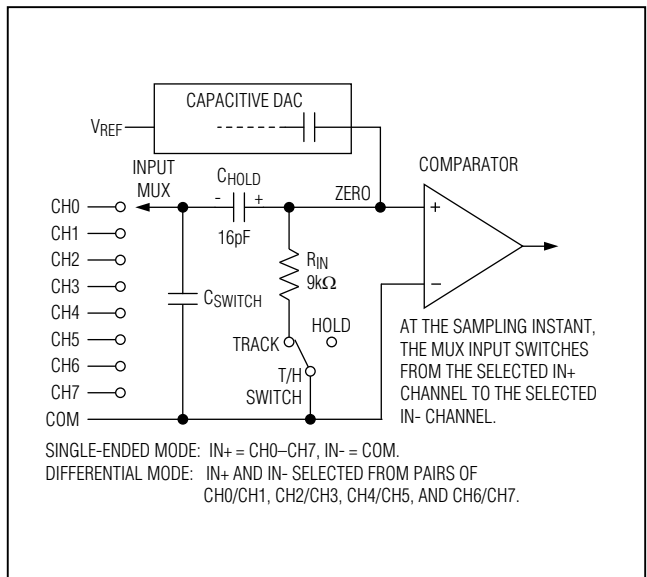 CAPACITIVE DAC
VREF
COMPARATOR
INPUT
MUX
CHOLD
ZERO
- +
+
16pF
CH0
CH1
CH2
CH3
CH4
CH5
CH6
CH7
COM
RIN
9kΩ
CSWITCH
−
HOLD
TRACK
T/H
SWITCH
AT THE SAMPLING INSTANT,
THE MUX INPUT SWITCHES
FROM THE SELECTED IN+
CHANNEL TO THE SELECTED
IN- CHANNEL.
SINGLE-ENDED MODE: IN+ = CH0–CH7, IN- = COM.
DIFFERENTIAL MODE: IN+ AND IN- SELECTED FROM PAIRS OF
CH0/CH1, CH2/CH3, CH4/CH5, AND CH6/CH7.